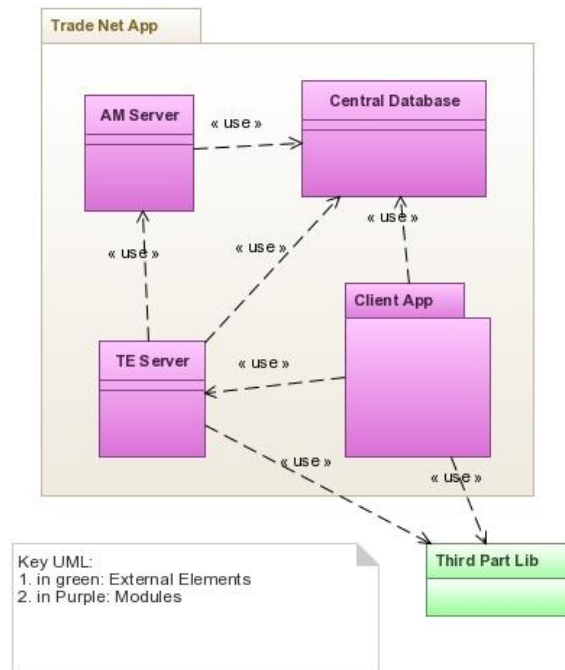 Trade Net App
AM Server
Central Database
« use »
« use »
« use »
« use »
Client App
TE Server
« use »
« use »
« use »
Key UML:
1. in green: External Elements
2. in Purple: Modules
Third Part Lib